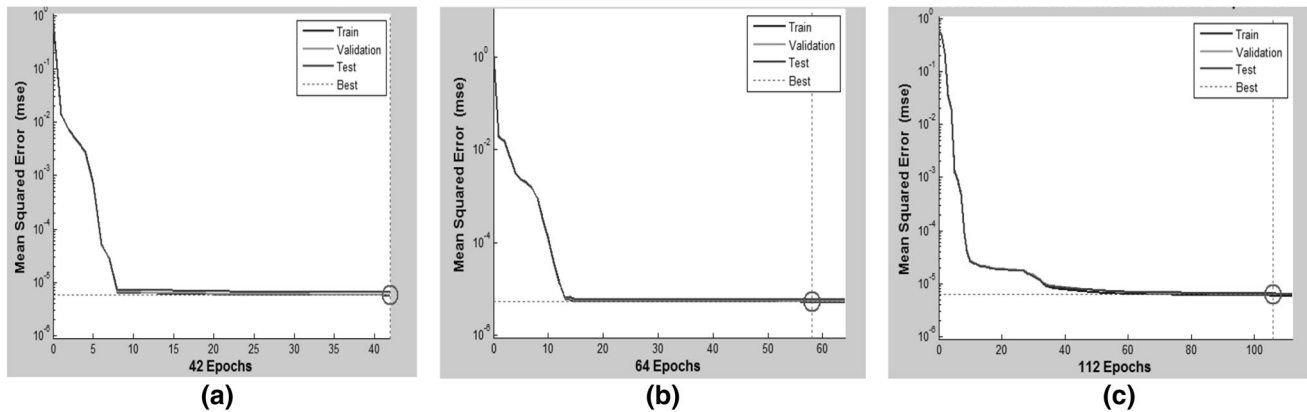 Mean Squared Error (mse)
10^0
10^-1
10^-2
10^-3
10^-4
10^-5
10^-6
0 5 10 15 20 25 30 35 40
42 Epochs
Train
Validation
Test
Best
(a)
Mean Squared Error (mse)
10^0
10^-2
10^-4
10^-6
0 10 20 30 40 50 60
64 Epochs
Train
Validation
Test
Best
(b)
Mean Squared Error (mse)
10^0
10^-1
10^-2
10^-3
10^-4
10^-5
10^-6
0 20 40 60 80 100
112 Epochs
Train
Validation
Test
Best
(c)